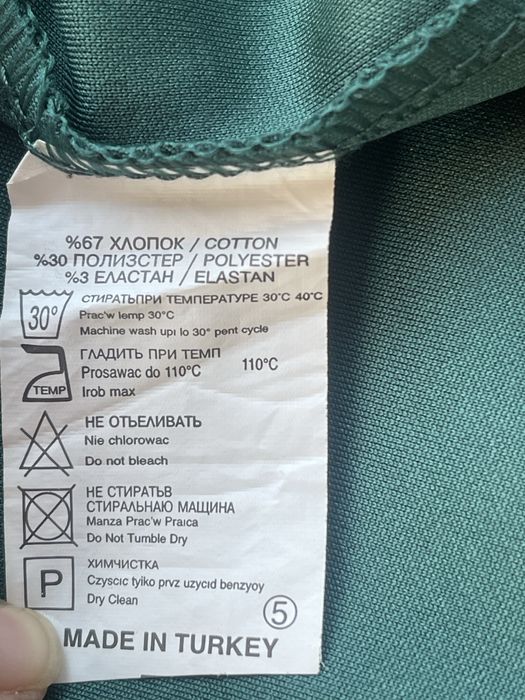 %67 ХЛОПОК / COTTON
%30 ПОЛИЗСТЕР / POLYESTER
%3 ЕЛАСТАН / ELASTAN
30° СТИРАТЬПРИ ТЕМПЕРАТУРЕ 30°C 40°C
Prac'w lemp 30°C
Machine wash upı lo 30° pent cycle
ГЛАДИТЬ ПРИ ТЕМП
TEMP Prosawac do 110°C 110°C
Irob max
НЕ ОТЬЕЛИВАТЬ
Nie chlorowac
Do not bleach
НЕ СТИРАТЬВ
СТИРАЛЬНАЮ МАЩИНА
Manza Prac'w Praıca
Do Not Tumble Dry
P ХИМЧИСТКА
Czyscic tyiko prvz uzycid benzyoy
Dry Clean
5
MADE IN TURKEY